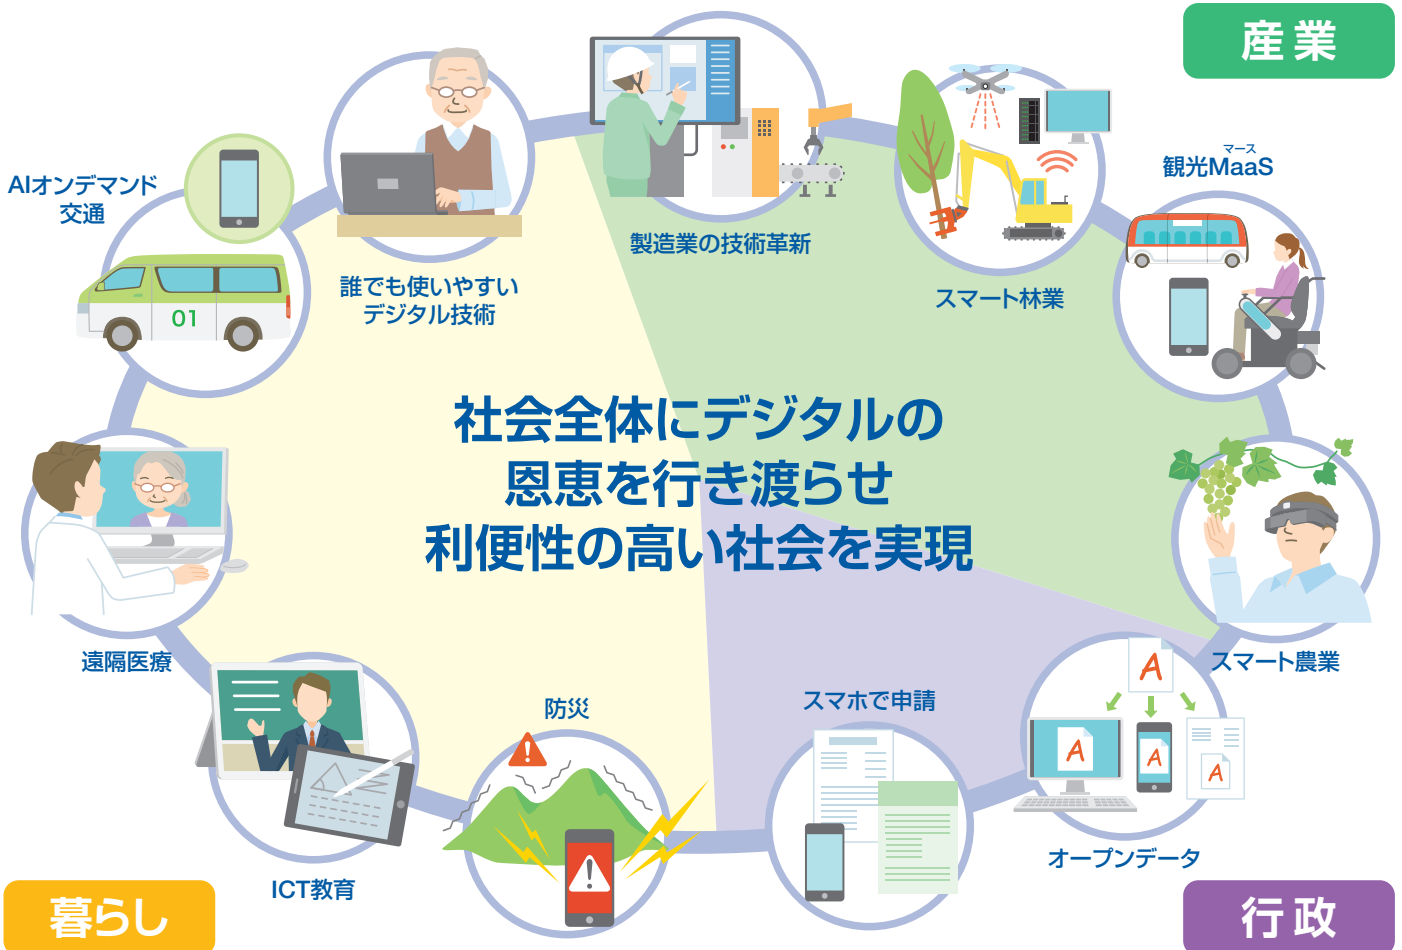 産業
マース
観光MaaS
AIオンデマンド
交通
01
誰でも使いやすい
デジタル技術
製造業の技術革新
スマート林業
社会全体にデジタルの
恩恵を行き渡らせ
利便性の高い社会を実現
遠隔医療
スマート農業
防災
スマホで申請
A
A
A
A
オープンデータ
ICT教育
暮らし
行政